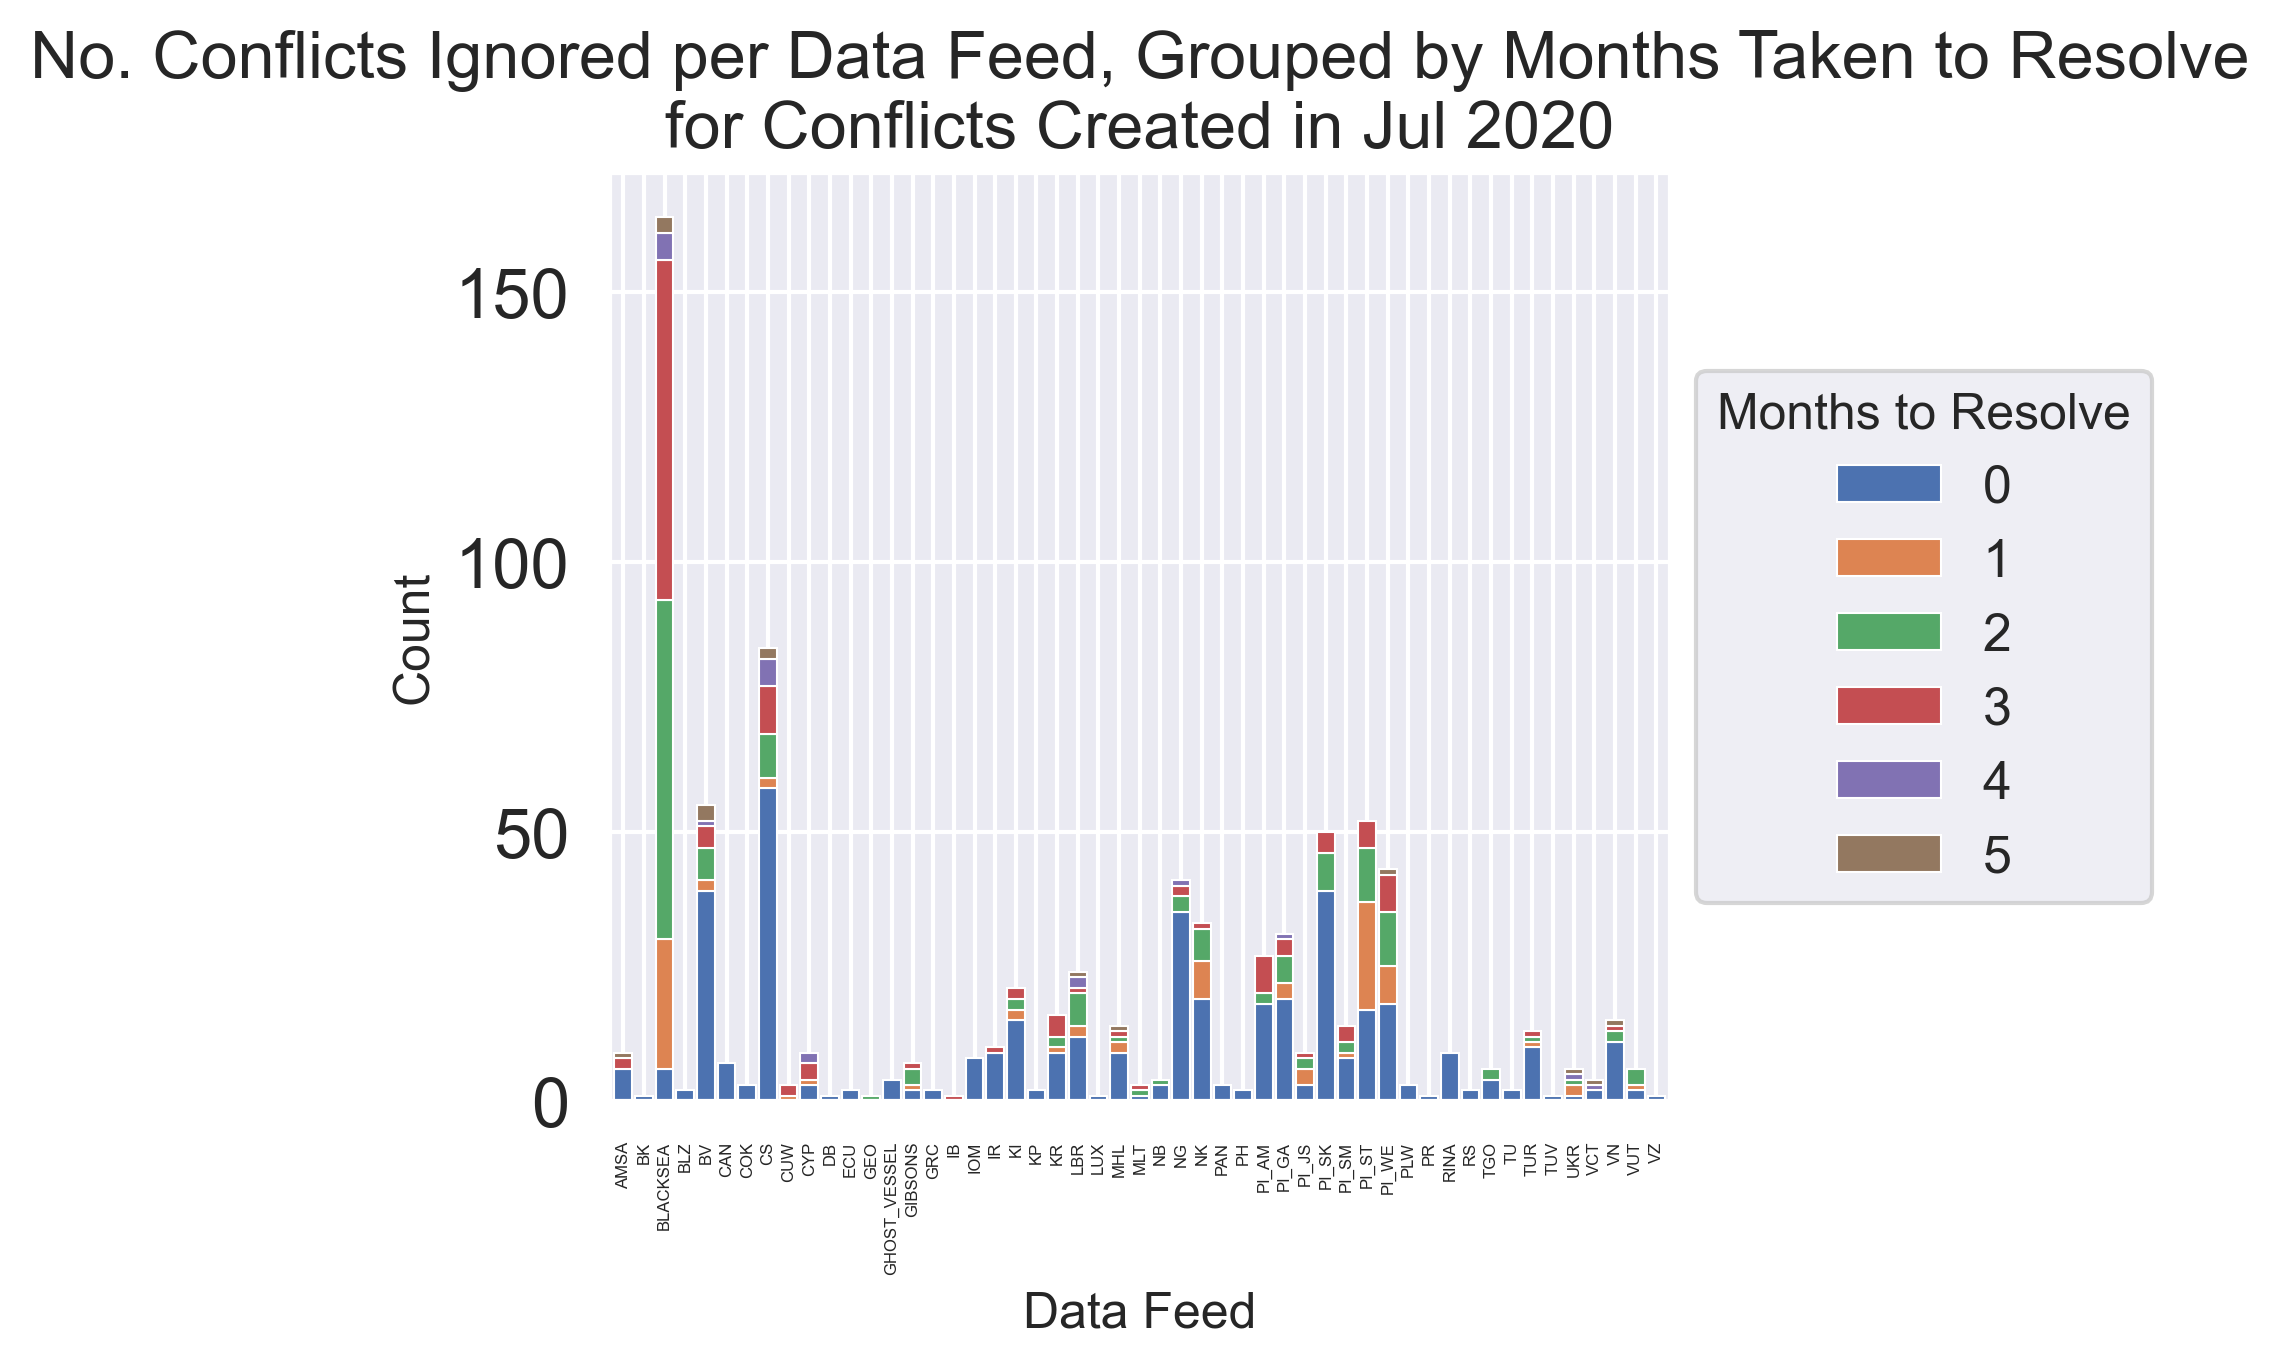 No. Conflicts Ignored per Data Feed, Grouped by Months Taken to Resolve
for Conflicts Created in Jul 2020
150
100
50
0
Count
Months to Resolve
0
1
2
3
4
5
AMSA
BK
BLACKSEA
BLZ
BV
CAN
COK
CS
CUW
CYP
DB
ECU
GEO
GHOST_VESSEL
GIBSONS
GRC
IB
IOM
IR
KI
KP
KR
LBR
LUX
MHL
MLT
NB
NG
NK
PAN
PH
PI_AM
PI_GA
PI_JS
PI_SK
PI_SM
PI_ST
PI_WE
PLW
PR
RINA
RS
TGO
TU
TUR
TUV
UKR
VCT
VN
VUT
VZ
Data Feed